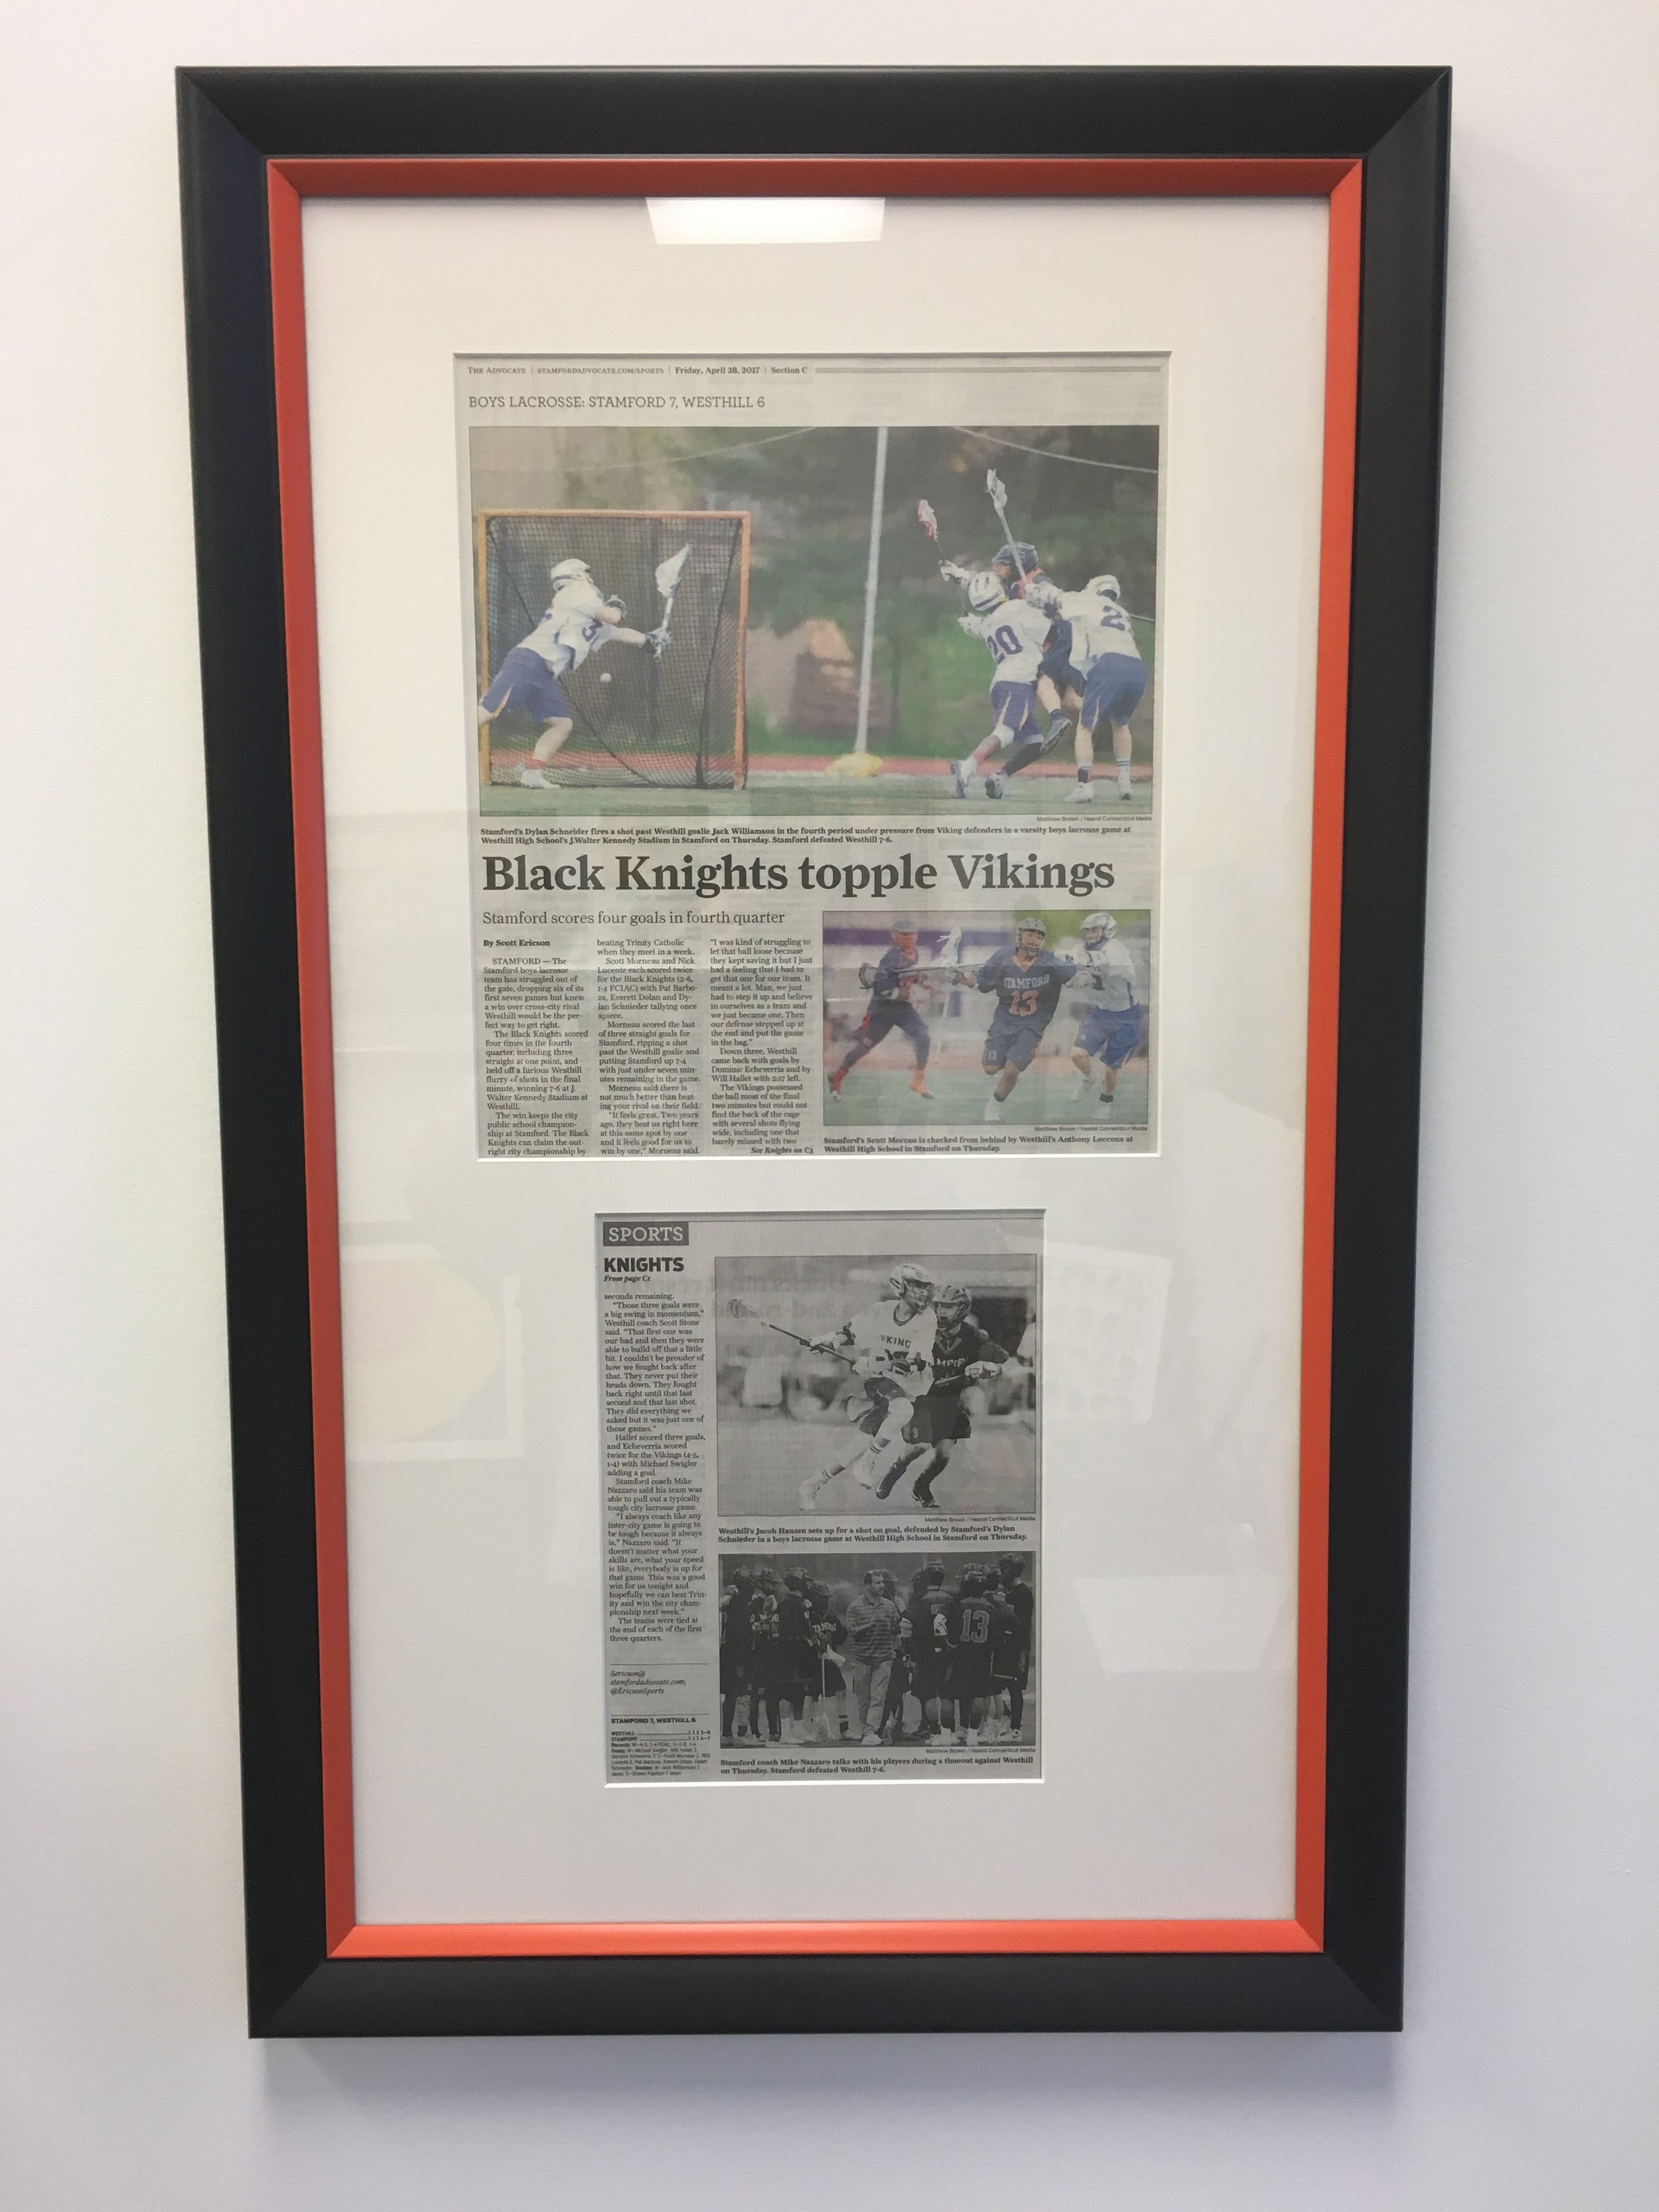 THE ADVOCATE | STAMFORDADVOCATE.COM/SPORTS | Friday, April 28, 2017 | Section C
BOYS LACROSSE: STAMFORD 7, WESTHILL 6
3
20
2
Matthew Brown / Hearst Connecticut Media
Stamford's Dylan Schneider fires a shot past Westhill goalie Jack Williamson in the fourth period under pressure from Viking defenders in a varsity boys lacrosse game at
Westhill High School's J.Walter Kennedy Stadium in Stamford on Thursday. Stamford defeated Westhill 7-6.
Black Knights topple Vikings
Stamford scores four goals in fourth quarter
By Scott Ericson
STAMFORD — The
Stamford boys lacrosse
team has struggled out of
the gate, dropping six of its
first seven games but knew
a win over cross-city rival
Westhill would be the per-
fect way to get right.
The Black Knights scored
four times in the fourth
quarter, including three
straight at one point, and
held off a furious Westhill
flurry of shots in the final
minute, winning 7-6 at J.
Walter Kennedy Stadium at
Westhill.
The win keeps the city
public school champion-
ship at Stamford. The Black
Knights can claim the out-
right city championship by
beating Trinity Catholic
when they meet in a week.
Scott Morneau and Nick
Lucente each scored twice
for the Black Knights (2-6,
1-4 FCIAC) with Pat Barbo-
za, Everett Dolan and Dy-
lan Schnieder tallying once
apiece.
Morneau scored the last
of three straight goals for
Stamford, ripping a shot
past the Westhill goalie and
putting Stamford up 7-4
with just under seven min-
utes remaining in the game.
Morneau said there is
not much better than beat-
ing your rival on their field.
"It feels great. Two years
ago, they beat us right here
at this same spot by one
and it feels good for us to
win by one," Morneau said.
"I was kind of struggling to
let that ball loose because
they kept saving it but I just
had a feeling that I had to
get that one for our team. It
meant a lot. Man, we just
had to step it up and believe
in ourselves as a team and
we just became one. Then
our defense stepped up at
the end and put the game
in the bag."
Down three, Westhill
came back with goals by
Dominic Echeverria and by
Will Hallet with 2:17 left.
The Vikings possessed
the ball most of the final
two minutes but could not
find the back of the cage
with several shots flying
wide, including one that
barely missed with two
See Knights on C3
STAMFORD
13
13
Matthew Brown / Hearst Connecticut Media
Stamford's Scott Moreau is checked from behind by Westhill's Anthony Loccona at
Westhill High School in Stamford on Thursday.
SPORTS
KNIGHTS
From page C1
seconds remaining.
"Those three goals were
a big swing in momentum,"
Westhill coach Scott Stone
said. "That first one was
our bad and then they were
able to build off that a little
bit. I couldn't be prouder of
how we fought back after
that. They never put their
heads down. They fought
back right until that last
second and that last shot.
They did everything we
asked but it was just one of
those games."
Hallet scored three goals,
and Echeverria scored
twice for the Vikings (4-5,
1-4) with Michael Swigler
adding a goal.
Stamford coach Mike
Nazzaro said his team was
able to pull out a typically
tough city lacrosse game.
"I always coach like any
inter-city game is going to
be tough because it always
is," Nazzaro said. "It
doesn't matter what your
skills are, what your speed
is like, everybody is up for
that game. This was a good
win for us tonight and
hopefully we can beat Trin-
ity and win the city cham-
pionship next week."
The teams were tied at
the end of each of the first
three quarters.
Sericson@
stamfordadvocate.com;
@EricsonSports
STAMFORD 7, WESTHILL 6
WESTHILL
STAMFORD
Matthew Brown / Hearst Connecticut Media
Westhill's Jacob Hansen sets up for a shot on goal, defended by Stamford's Dylan
Schnieder in a boys lacrosse game at Westhill High School in Stamford on Thursday.
13
Matthew Brown / Hearst Connecticut Media
Stamford coach Mike Nazzaro talks with his players during a timeout against Westhill
on Thursday. Stamford defeated Westhill 7-6.